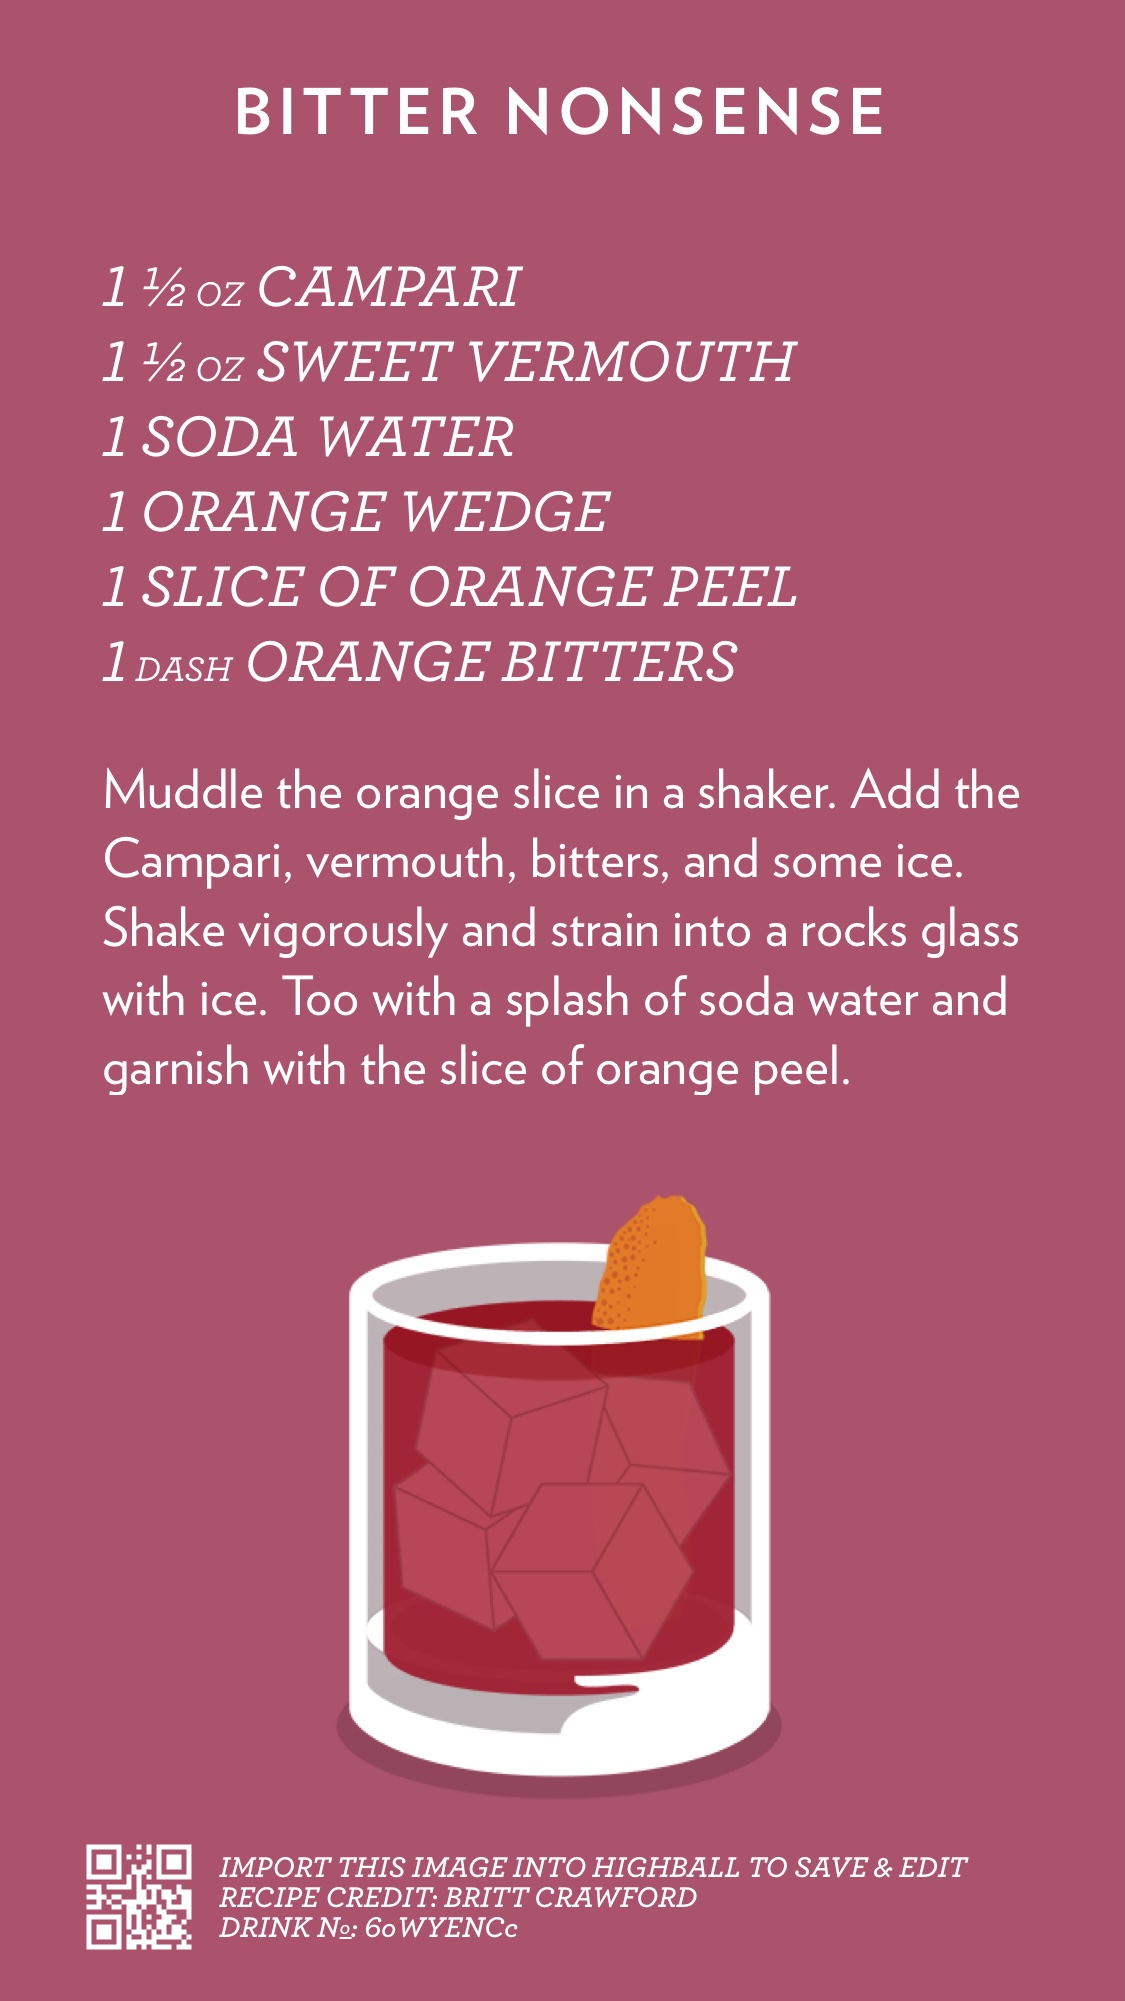 BITTER NONSENSE
1 ½ OZ CAMPARI
1 ½ OZ SWEET VERMOUTH
1 SODA WATER
1 ORANGE WEDGE
1 SLICE OF ORANGE PEEL
1 DASH ORANGE BITTERS
Muddle the orange slice in a shaker. Add the
Campari, vermouth, bitters, and some ice.
Shake vigorously and strain into a rocks glass
with ice. Too with a splash of soda water and
garnish with the slice of orange peel.
IMPORT THIS IMAGE INTO HIGHBALL TO SAVE & EDIT
RECIPE CREDIT: BRITT CRAWFORD
DRINK Nº: 60WYENCc